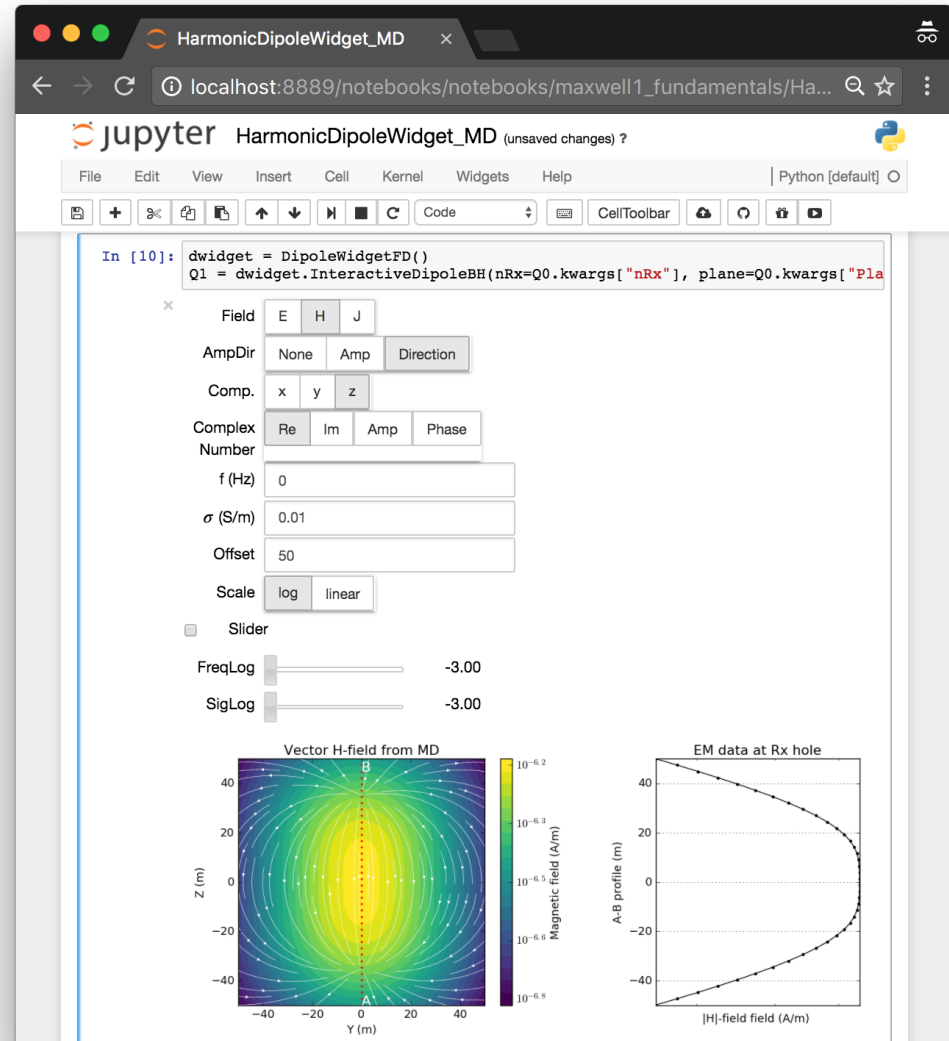 HarmonicDipoleWidget_MD ×
localhost:8889/notebooks/notebooks/maxwell1_fundamentals/Ha...
jupyter HarmonicDipoleWidget_MD (unsaved changes) ?
File Edit View Insert Cell Kernel Widgets Help Python [default]
Code CellToolbar
In [10]: dwidget = DipoleWidgetFD()
Q1 = dwidget.InteractiveDipoleBH(nRx=Q0.kwargs["nRx"], plane=Q0.kwargs["Pla
×
Field E H J
AmpDir None Amp Direction
Comp. x y z
Complex Number Re Im Amp Phase
f (Hz) 0
σ (S/m) 0.01
Offset 50
Scale log linear
Slider
FreqLog -3.00
SigLog -3.00
Vector H-field from MD
B
A
40
20
0
−20
−40
Z (m)
−40 −20 0 20 40
Y (m)
10^−6.2
10^−6.3
10^−6.5
10^−6.6
10^−6.8
Magnetic field (A/m)
EM data at Rx hole
40
20
0
−20
−40
A-B profile (m)
|H|-field field (A/m)